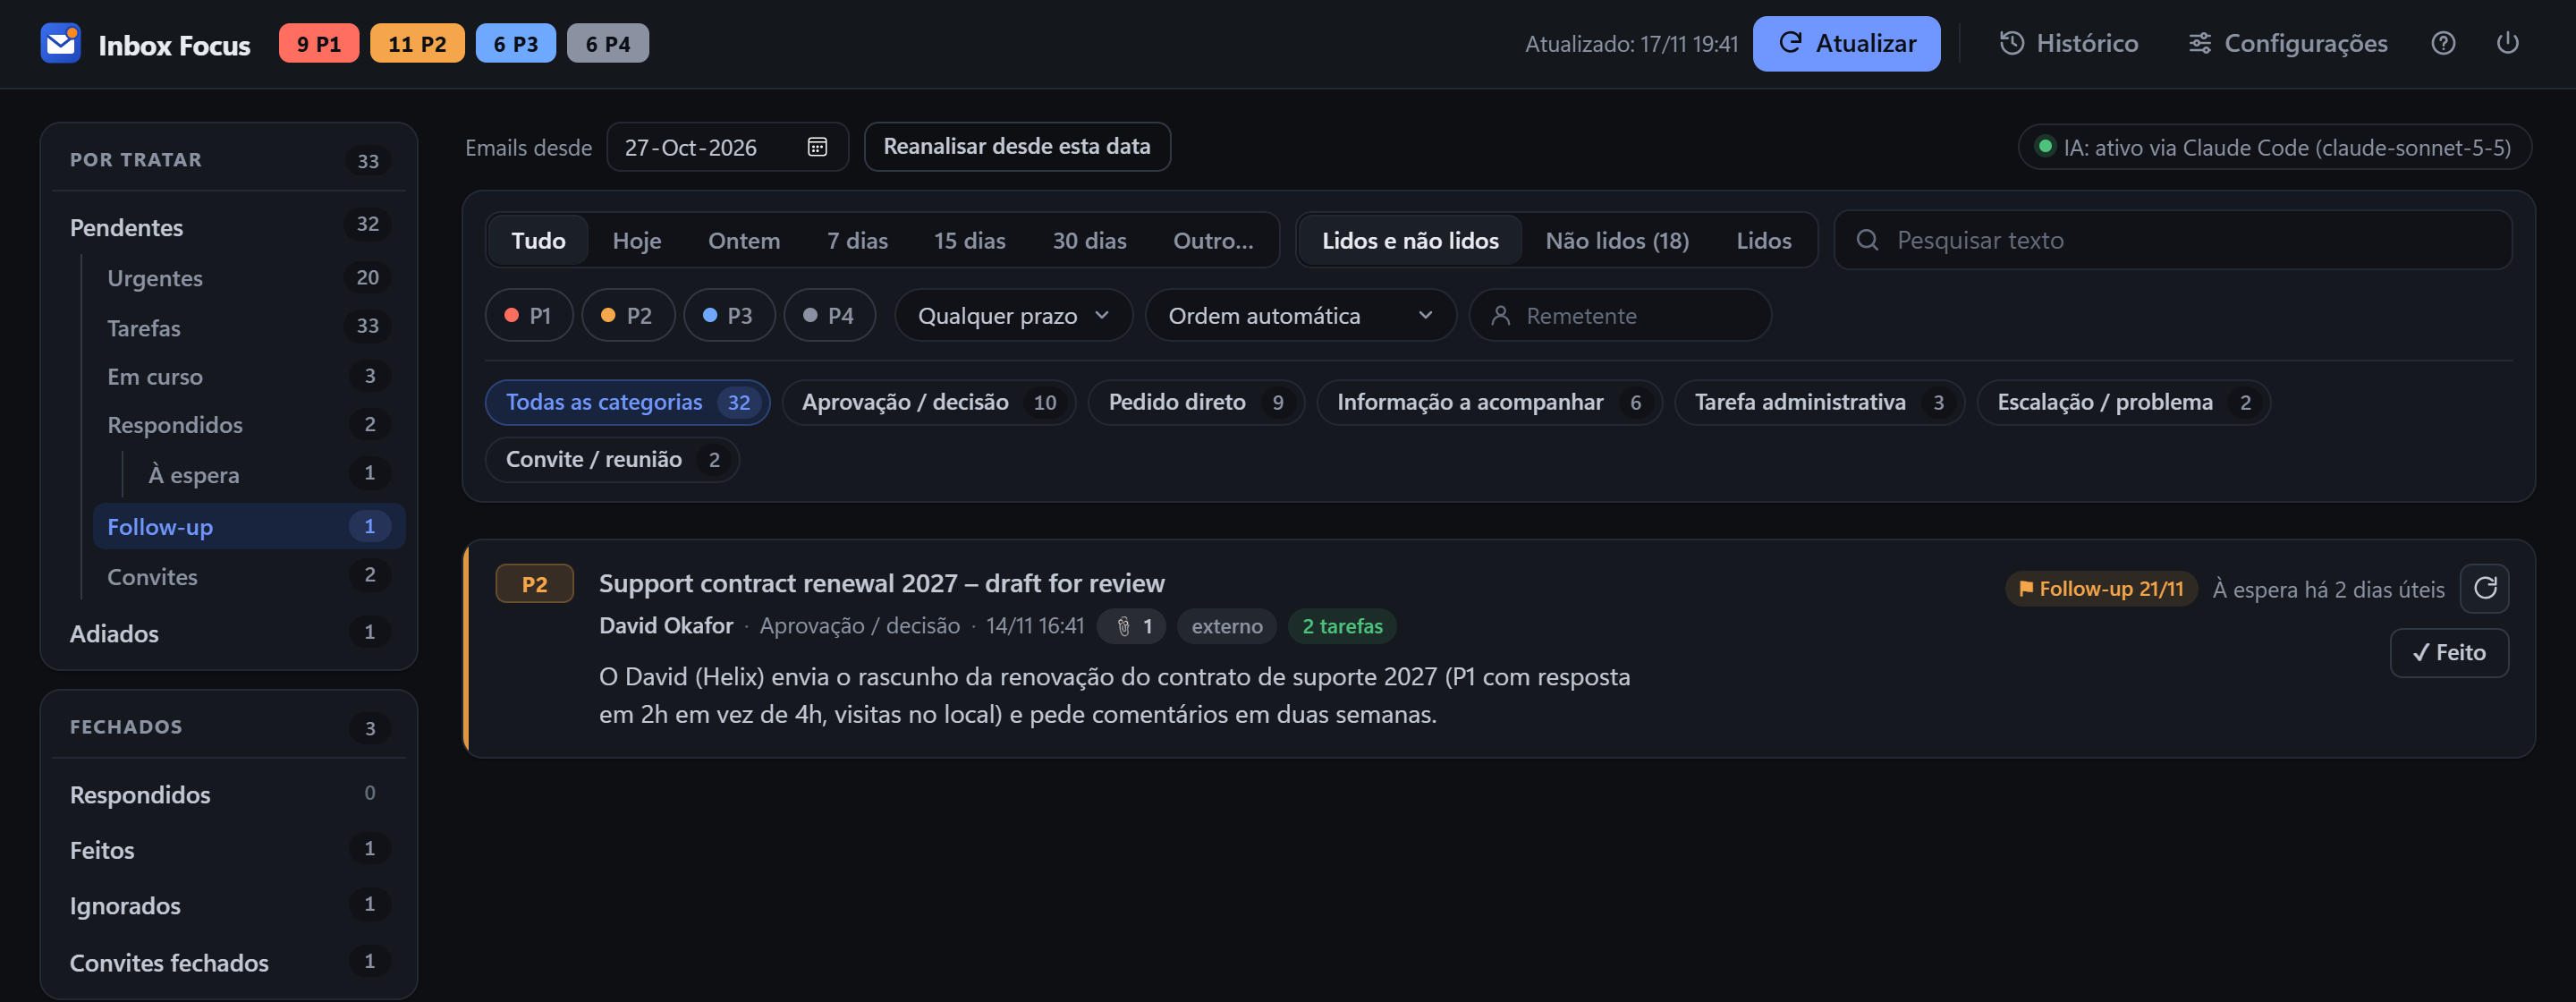 Inbox Focus 9 P1 11 P2 6 P3 6 P4 Atualizado: 17/11 19:41 Atualizar Histórico Configurações
POR TRATAR 33
Pendentes 32
Urgentes 20
Tarefas 33
Em curso 3
Respondidos 2
À espera 1
Follow-up 1
Convites 2
Adiados 1
FECHADOS 3
Respondidos 0
Feitos 1
Ignorados 1
Convites fechados 1
Emails desde 27-Oct-2026 Reanalisar desde esta data IA: ativo via Claude Code (claude-sonnet-5-5)
Tudo Hoje Ontem 7 dias 15 dias 30 dias Outro... Lidos e não lidos Não lidos (18) Lidos Pesquisar texto
P1 P2 P3 P4 Qualquer prazo Ordem automática Remetente
Todas as categorias 32 Aprovação / decisão 10 Pedido direto 9 Informação a acompanhar 6 Tarefa administrativa 3 Escalação / problema 2
Convite / reunião 2
P2 Support contract renewal 2027 – draft for review Follow-up 21/11 À espera há 2 dias úteis
David Okafor · Aprovação / decisão · 14/11 16:41 1 externo 2 tarefas
✓ Feito
O David (Helix) envia o rascunho da renovação do contrato de suporte 2027 (P1 com resposta
em 2h em vez de 4h, visitas no local) e pede comentários em duas semanas.